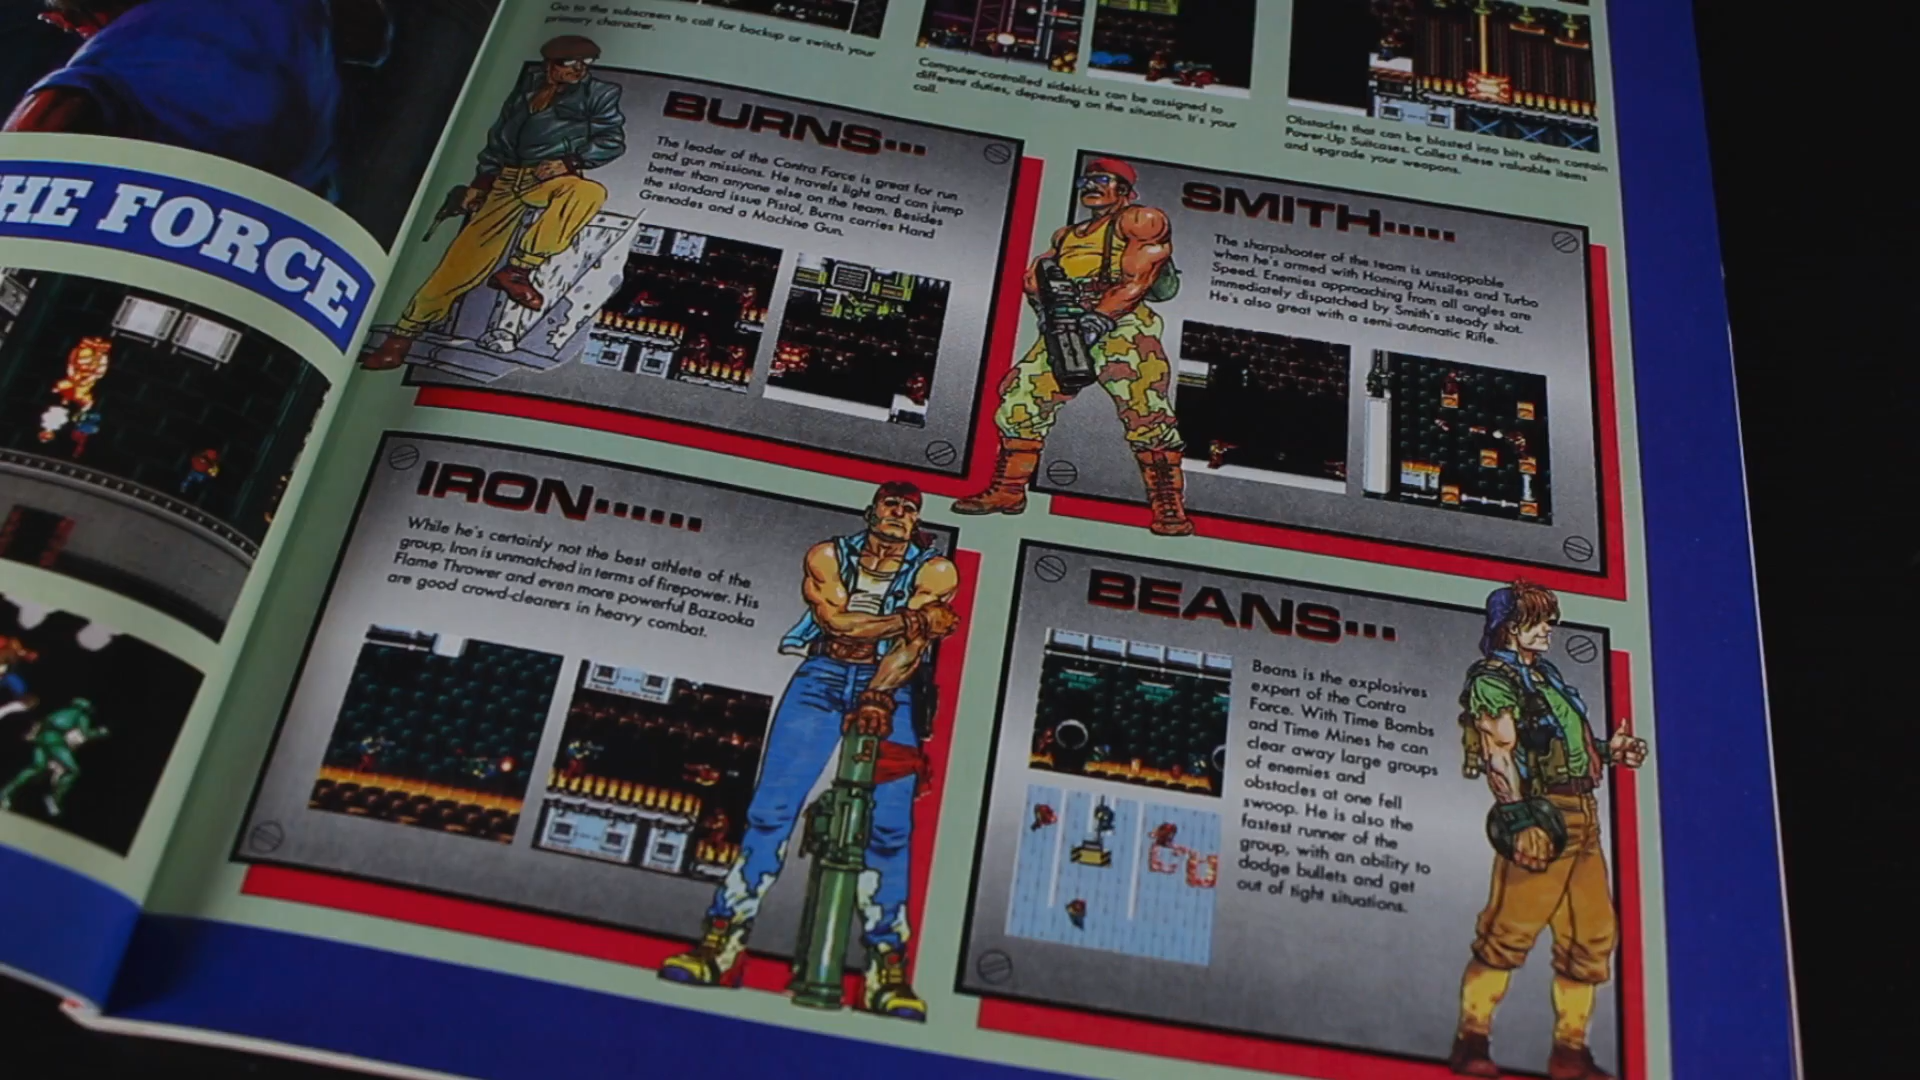 Go to the subscreen to call for backup or switch your
primary character.
Computer-controlled sidekicks can be assigned to
different duties, depending on the situation. It's your
call.
Obstacles that can be blasted into bits often contain
Power-Up Suitcases. Collect these valuable items
and upgrade your weapons.
HE FORCE
BURNS...
The leader of the Contra Force is great for run
and gun missions. He travels light and can jump
better than anyone else on the team. Besides
the standard issue Pistol, Burns carries Hand
Grenades and a Machine Gun.
SMITH.....
The sharpshooter of the team is unstoppable
when he's armed with Homing Missiles and Turbo
Speed. Enemies approaching from all angles are
immediately dispatched by Smith's steady shot.
He's also great with a semi-automatic Rifle.
IRON......
While he's certainly not the best athlete of the
group, Iron is unmatched in terms of firepower. His
Flame Thrower and even more powerful Bazooka
are good crowd-clearers in heavy combat.
BEANS...
Beans is the explosives
expert of the Contra
Force. With Time Bombs
and Time Mines he can
clear away large groups
of enemies and
obstacles at one fell
swoop. He is also the
fastest runner of the
group, with an ability to
dodge bullets and get
out of tight situations.